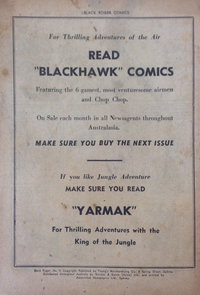 BLACK POWER COMICS
For Thrilling Adventures of the Air
READ
"BLACKHAWK" COMICS
Featuring the 6 gamest, most venturesome airmen
and Chop Chop.
On Sale each month in all Newsagents throughout
Australasia.
MAKE SURE YOU BUY THE NEXT ISSUE
If you like Jungle Adventure
MAKE SURE YOU READ
"YARMAK"
For Thrilling Adventures with the
King of the Jungle